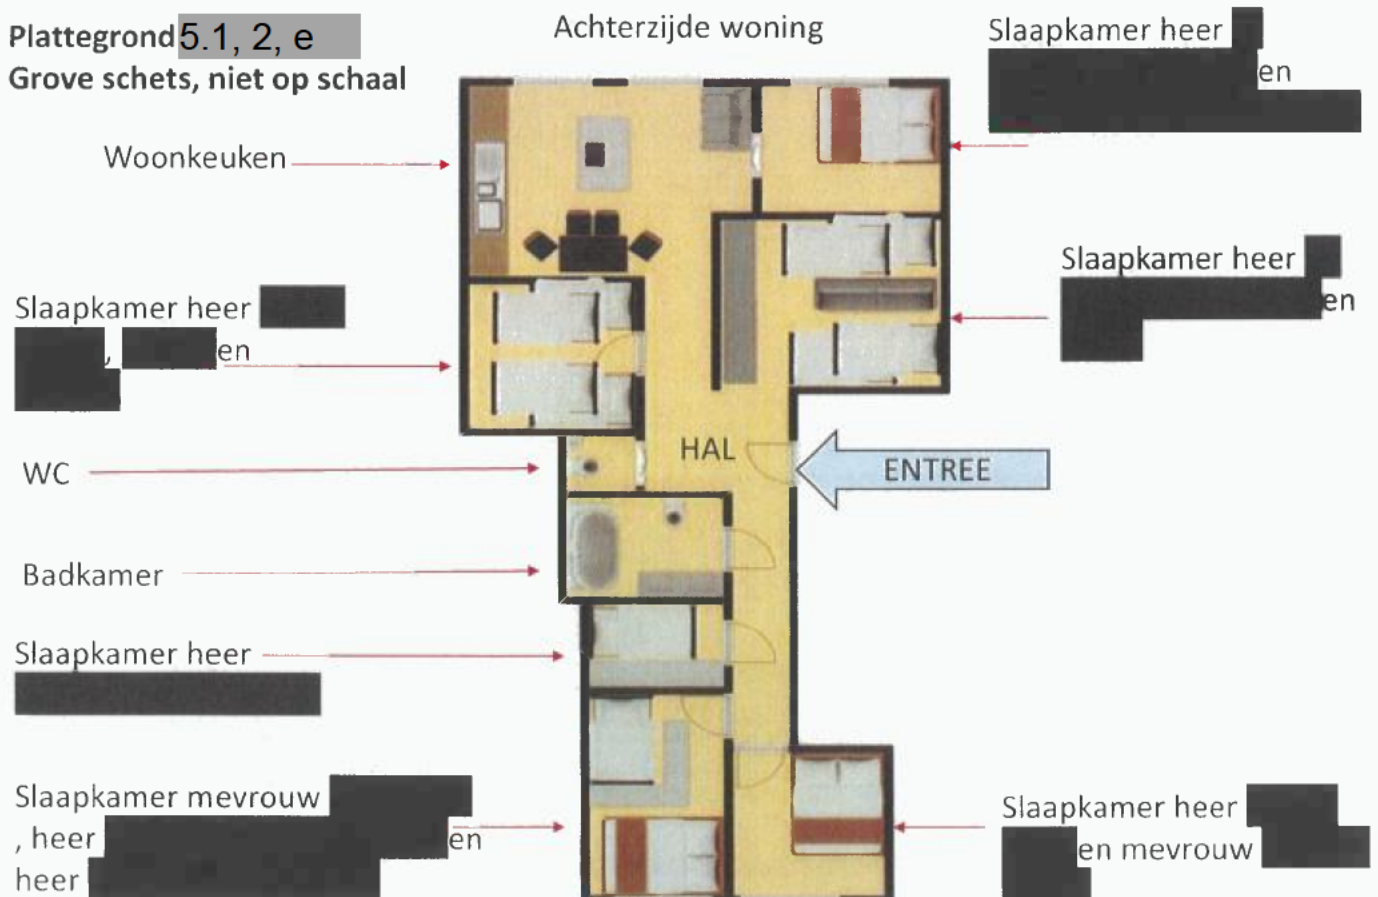 Plattegrond 5.1, 2, e
Grove schets, niet op schaal
Achterzijde woning
Slaapkamer heer
en
Woonkeuken
Slaapkamer heer
en
Slaapkamer heer
, en
HAL
ENTREE
WC
Badkamer
Slaapkamer heer
Slaapkamer mevrouw
, heer en
heer
Slaapkamer heer
en mevrouw